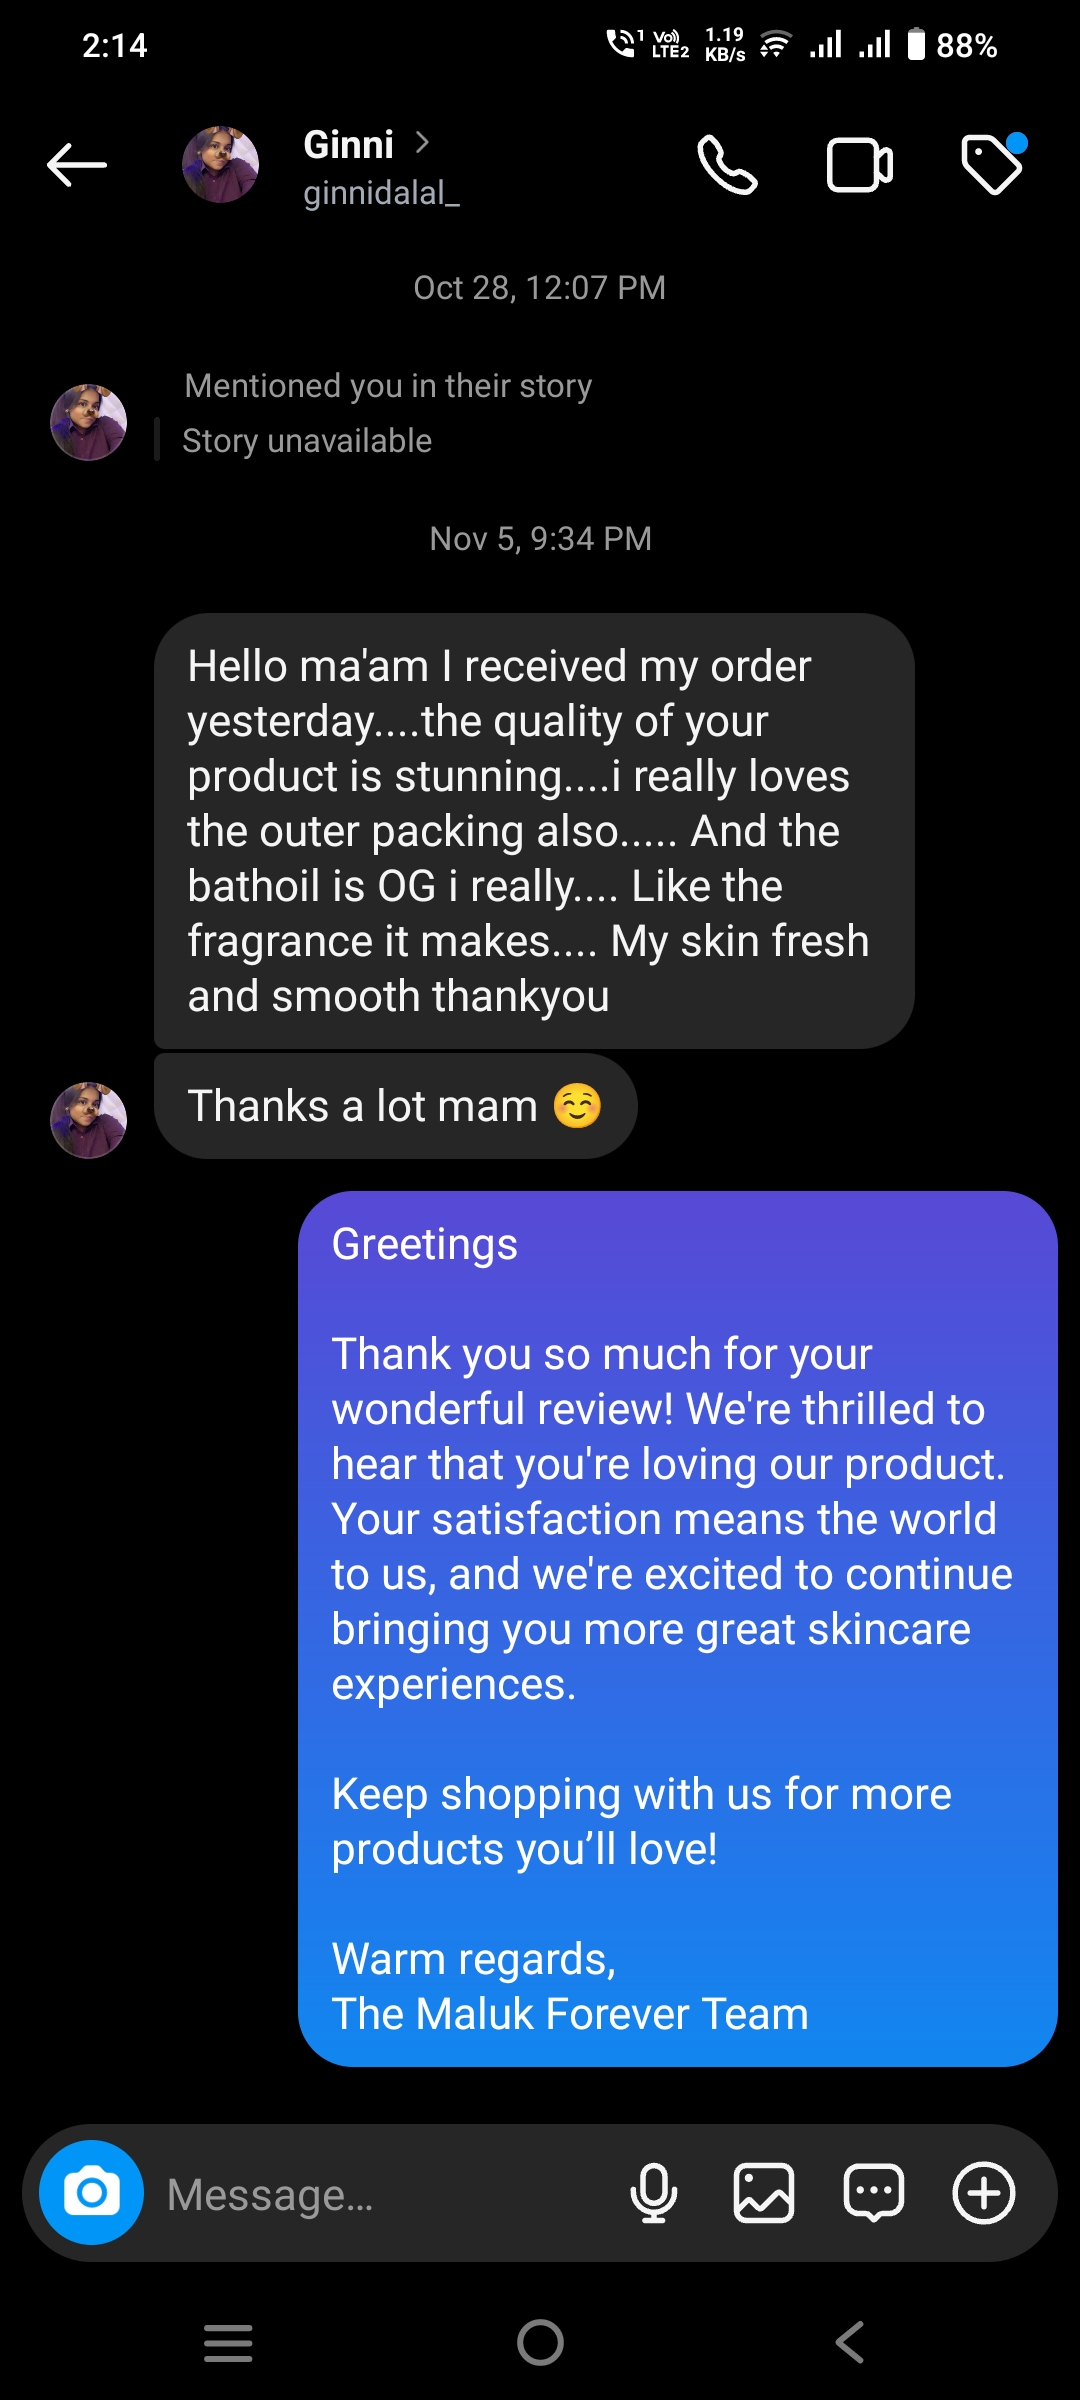 2:14
1 Vo)) LTE2 1.19 KB/s 88%
Ginni
ginnidalal_
Oct 28, 12:07 PM
Mentioned you in their story
Story unavailable
Nov 5, 9:34 PM
Hello ma'am I received my order
yesterday....the quality of your
product is stunning....i really loves
the outer packing also..... And the
bathoil is OG i really.... Like the
fragrance it makes.... My skin fresh
and smooth thankyou
Thanks a lot mam ☺️
Greetings
Thank you so much for your
wonderful review! We're thrilled to
hear that you're loving our product.
Your satisfaction means the world
to us, and we're excited to continue
bringing you more great skincare
experiences.
Keep shopping with us for more
products you’ll love!
Warm regards,
The Maluk Forever Team
Message...